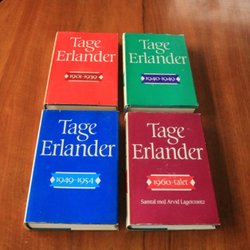 Tage
Erlander
1901-1939
Tage
Erlander
1940-1949
Tage
Erlander
1949-1954
Tage
Erlander
1960-talet
Samtal med Arvid Lagercrantz